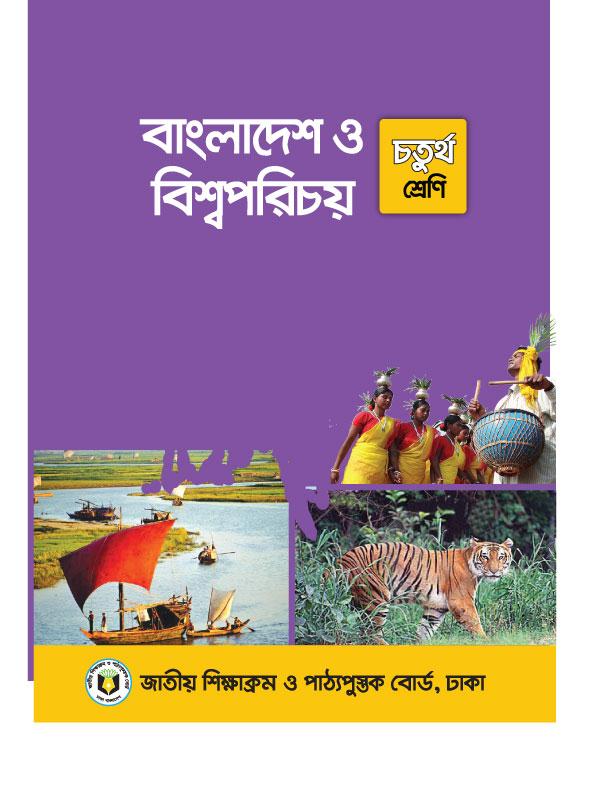 বাংলাদেশ ও
বিশ্বপরিচয়
চতুর্থ
শ্রেণি
জাতীয় শিক্ষাক্রম ও পাঠ্যপুস্তক বোর্ড, ঢাকা